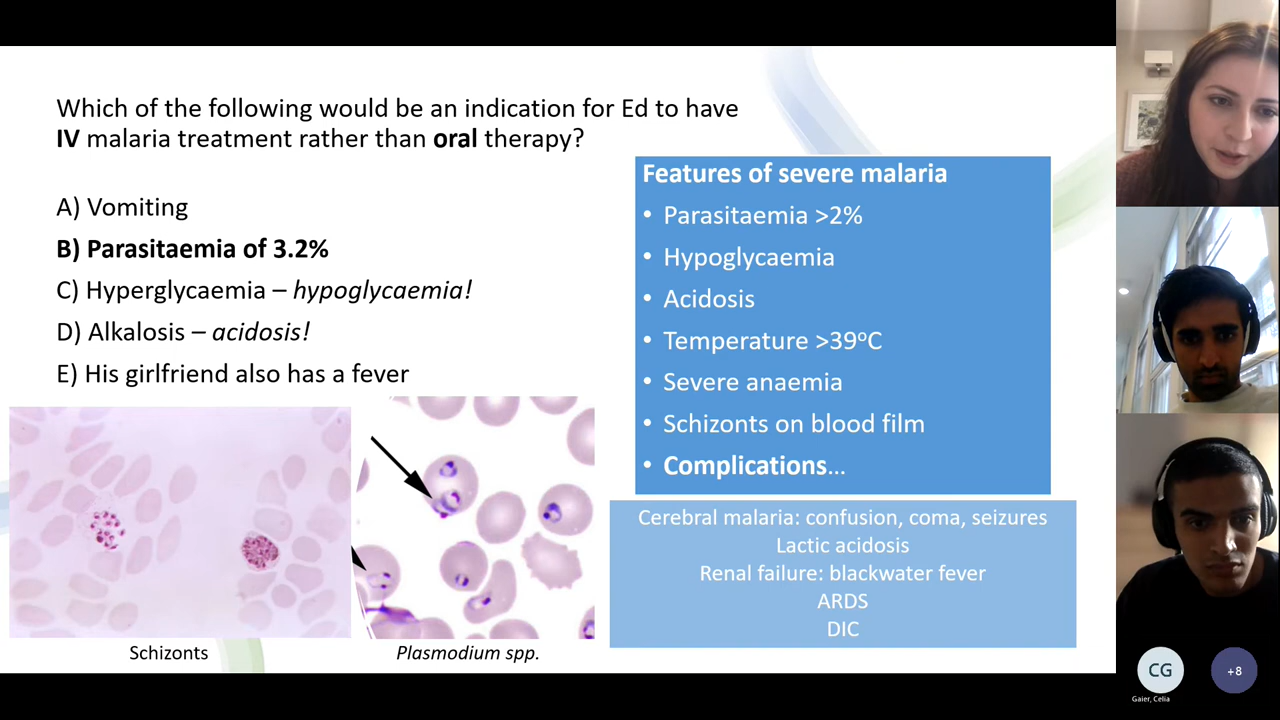 Which of the following would be an indication for Ed to have
IV malaria treatment rather than oral therapy?
A) Vomiting
B) Parasitaemia of 3.2%
C) Hyperglycaemia – hypoglycaemia!
D) Alkalosis – acidosis!
E) His girlfriend also has a fever
Schizonts
Plasmodium spp.
Features of severe malaria
• Parasitaemia >2%
• Hypoglycaemia
• Acidosis
• Temperature >39°C
• Severe anaemia
• Schizonts on blood film
• Complications...
Cerebral malaria: confusion, coma, seizures
Lactic acidosis
Renal failure: blackwater fever
ARDS
DIC
CG
Gaier, Celia
+8